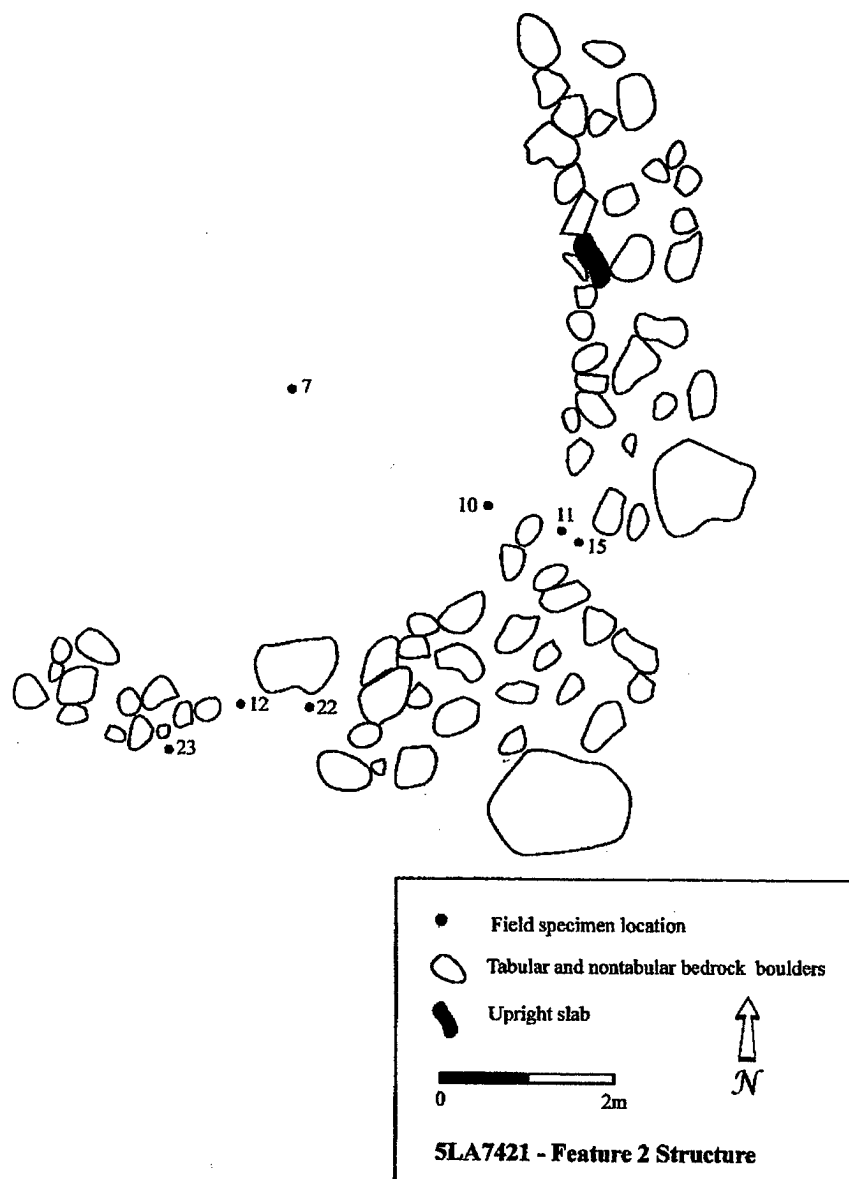 7
10
11
15
12
22
23
Field specimen location
Tabular and nontabular bedrock boulders
Upright slab
N
0 2m
5LA7421 - Feature 2 Structure